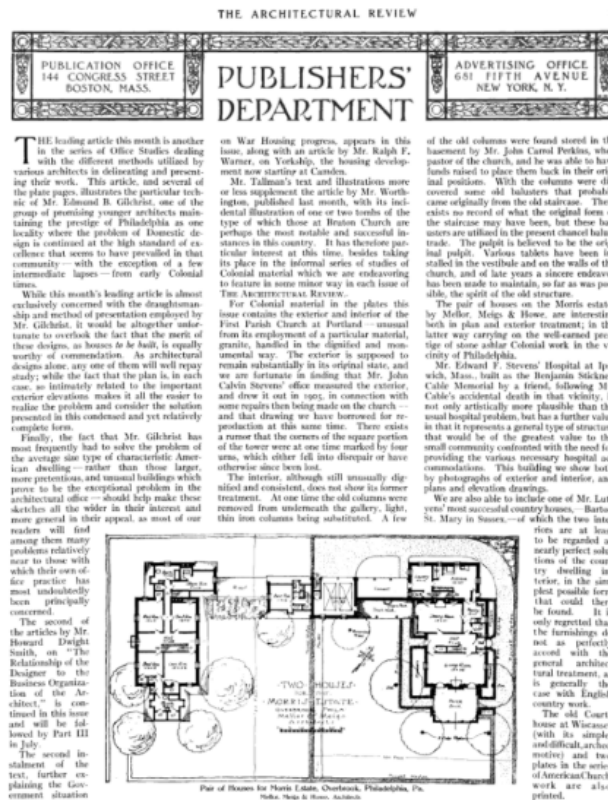 THE ARCHITECTURAL REVIEW
PUBLICATION OFFICE
144 CONGRESS STREET
BOSTON, MASS.
PUBLISHERS'
DEPARTMENT
ADVERTISING OFFICE
681 FIFTH AVENUE
NEW YORK, N. Y.
THE leading article this month is another
in the series of Office Studies dealing
with the different methods utilized by
various architects in delineating and present-
ing their work. This article, and several of
the plate pages, illustrates the particular tech-
nic of Mr. Edmund B. Gilchrist, one of the
group of promising younger architects main-
taining the prestige of Philadelphia as one
locality where the problem of Domestic de-
sign is continued at the high standard of ex-
cellence that seems to have prevailed in that
community — with the exception of a few
intermediate lapses — from early Colonial
times.
While this month's leading article is almost
exclusively concerned with the draughtsman-
ship and method of presentation employed by
Mr. Gilchrist, it would be altogether unfor-
tunate to overlook the fact that the merit of
these designs, as houses to be built, is equally
worthy of commendation. As architectural
designs alone, any one of them will repay
study; while the fact that the plan is, in each
case, so intimately related to the important
exterior elevations makes it all the easier to
realize the problem and consider the solution
presented in this condensed and yet relatively
complete form.
Finally, the fact that Mr. Gilchrist has
most frequently had to solve the problem of
the average size type of characteristic Amer-
ican dwelling — rather than those larger,
more pretentious, and unusual buildings which
prove to be the exceptional problem in the
architectural office — should help make these
sketches all the wider in their interest and
more general in their appeal, as most of our
readers will find
among them many
problems relatively
near to those with
which their own of-
fice practice has
most undoubtedly
been principally
concerned.
The second of
the articles by Mr.
Howard Dwight
Smith, on "The
Relationship of the
Designer to the
Business Organiza-
tion of the Ar-
chitect," is con-
tinued in this issue
and will be fol-
lowed by Part III
in July.
The second in-
stalment of the
text, further ex-
plaining the Gov-
ernment situation
on War Housing progress, appears in this
issue, along with an article by Mr. Ralph F.
Warner, on Yorkship, the housing develop-
ment now starting at Camden.
Mr. Tallman's text and illustrations more
or less supplement the article by Mr. Worth-
ington, published last month, with its inci-
dental illustration of one or two tombs of the
type of which those at Bruton Church are
perhaps the most notable and successful in-
stances in this country. It has therefore par-
ticular interest at this time, besides taking
its place in the informal series of studies of
Colonial material which we are endeavoring
to feature in some minor way in each issue of
THE ARCHITECTURAL REVIEW.
For Colonial material in the plates this
issue contains the exterior and interior of the
First Parish Church at Portland — unusual
from its employment of a particular material,
granite, handled in the dignified and mon-
umental way. The exterior is supposed to
remain substantially in its original state, and
we are fortunate in finding that Mr. John
Calvin Stevens' office measured the exterior,
and drew it out in 1905, in connection with
some repairs then being made on the church —
and that drawing we have borrowed for re-
production at this same time. There exists
a rumor that the corners of the square portion
of the tower were at one time marked by four
urns, which either fell into disrepair or have
otherwise since been lost.
The interior, although still unusually dig-
nified and consistent, does not show its former
treatment. At one time the old columns were
removed from underneath the gallery, light,
thin iron columns being substituted. A few
of the old columns were found stored in th
basement by Mr. John Carrol Perkins, who
pastor of the church, and he was able to hav
funds raised to place them back in their orig
inal positions. With the columns were dis
covered some old balusters that probabl
came originally from the old staircase. Ther
exists no record of what the original form o
the staircase may have been, but these bal
usters are utilized in the present chancel balus
trade. The pulpit is believed to be the orig
inal pulpit. Various tablets have been in
stalled in the vestibule and on the walls of th
church, and of late years a sincere endeavo
has been made to maintain, so far as was pos
sible, the spirit of the old structure.
The pair of houses on the Morris estate
by Mellor, Meigs & Howe, are interestin
both in plan and exterior treatment; in th
latter way carrying on the well-earned pres
tige of stone ashlar Colonial work in the vi
cinity of Philadelphia.
Mr. Edward F. Stevens' Hospital at Ips
wich, Mass., built as the Benjamin Stickne
Cable Memorial by a friend, following Mr
Cable's accidental death in that vicinity, i
not only artistically more plausible than th
usual hospital problem, but has a further valu
in that it represents a general type of structur
that would be of the greatest value to th
small community confronted with the need fo
providing the various necessary hospital ac
commodations. This building we show both
by photographs of exterior and interior, and
plans and elevation drawings.
We are also able to include one of Mr. Lut
yens' most successful country houses, — Barto
St. Mary in Sussex, — of which the two inte
riors are at leas
to be regarded a
nearly perfect solu
tions of the coun
try dwelling in
terior, in the sim
plest possible form
that could ther
be found. It i
only regretted tha
the furnishings d
not as perfectl
accord with th
general architec
tural treatment, a
is generally th
case with English
country work.
The old Court
house at Wiscasse
(with its simple
and difficult, arched
motive) and two
plates in the serie
of American Church
work are also
printed.
TWO HOUSES
MORRIS ESTATE
Pair of Houses for Morris Estate, Overbrook, Philadelphia, Pa.
Mellor, Meigs & Howe, Architects